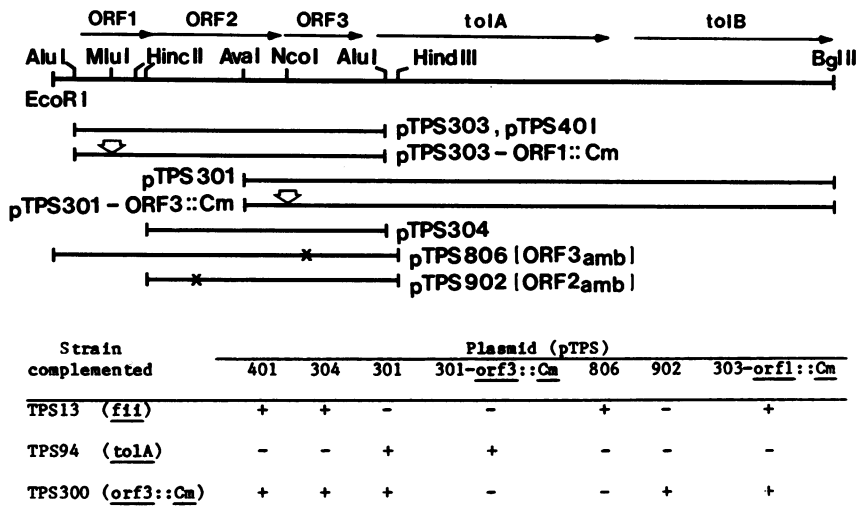 ORF1 ORF2 ORF3 tolA tolB
AluI MluI HincII AvaI NcoI AluI HindIII BglII
EcoRI
pTPS303, pTPS401
pTPS303-ORF1::Cm
pTPS301
pTPS301-ORF3::Cm
pTPS304
pTPS806 [ORF3amb]
pTPS902 [ORF2amb]
Strain Plasmid (pTPS)
complemented 401 304 301 301-orf3::Cm 806 902 303-orf1::Cm
TPS13 (fii) + + - - + - +
TPS94 (tolA) - - + + - - -
TPS300 (orf3::Cm) + + + - - + +